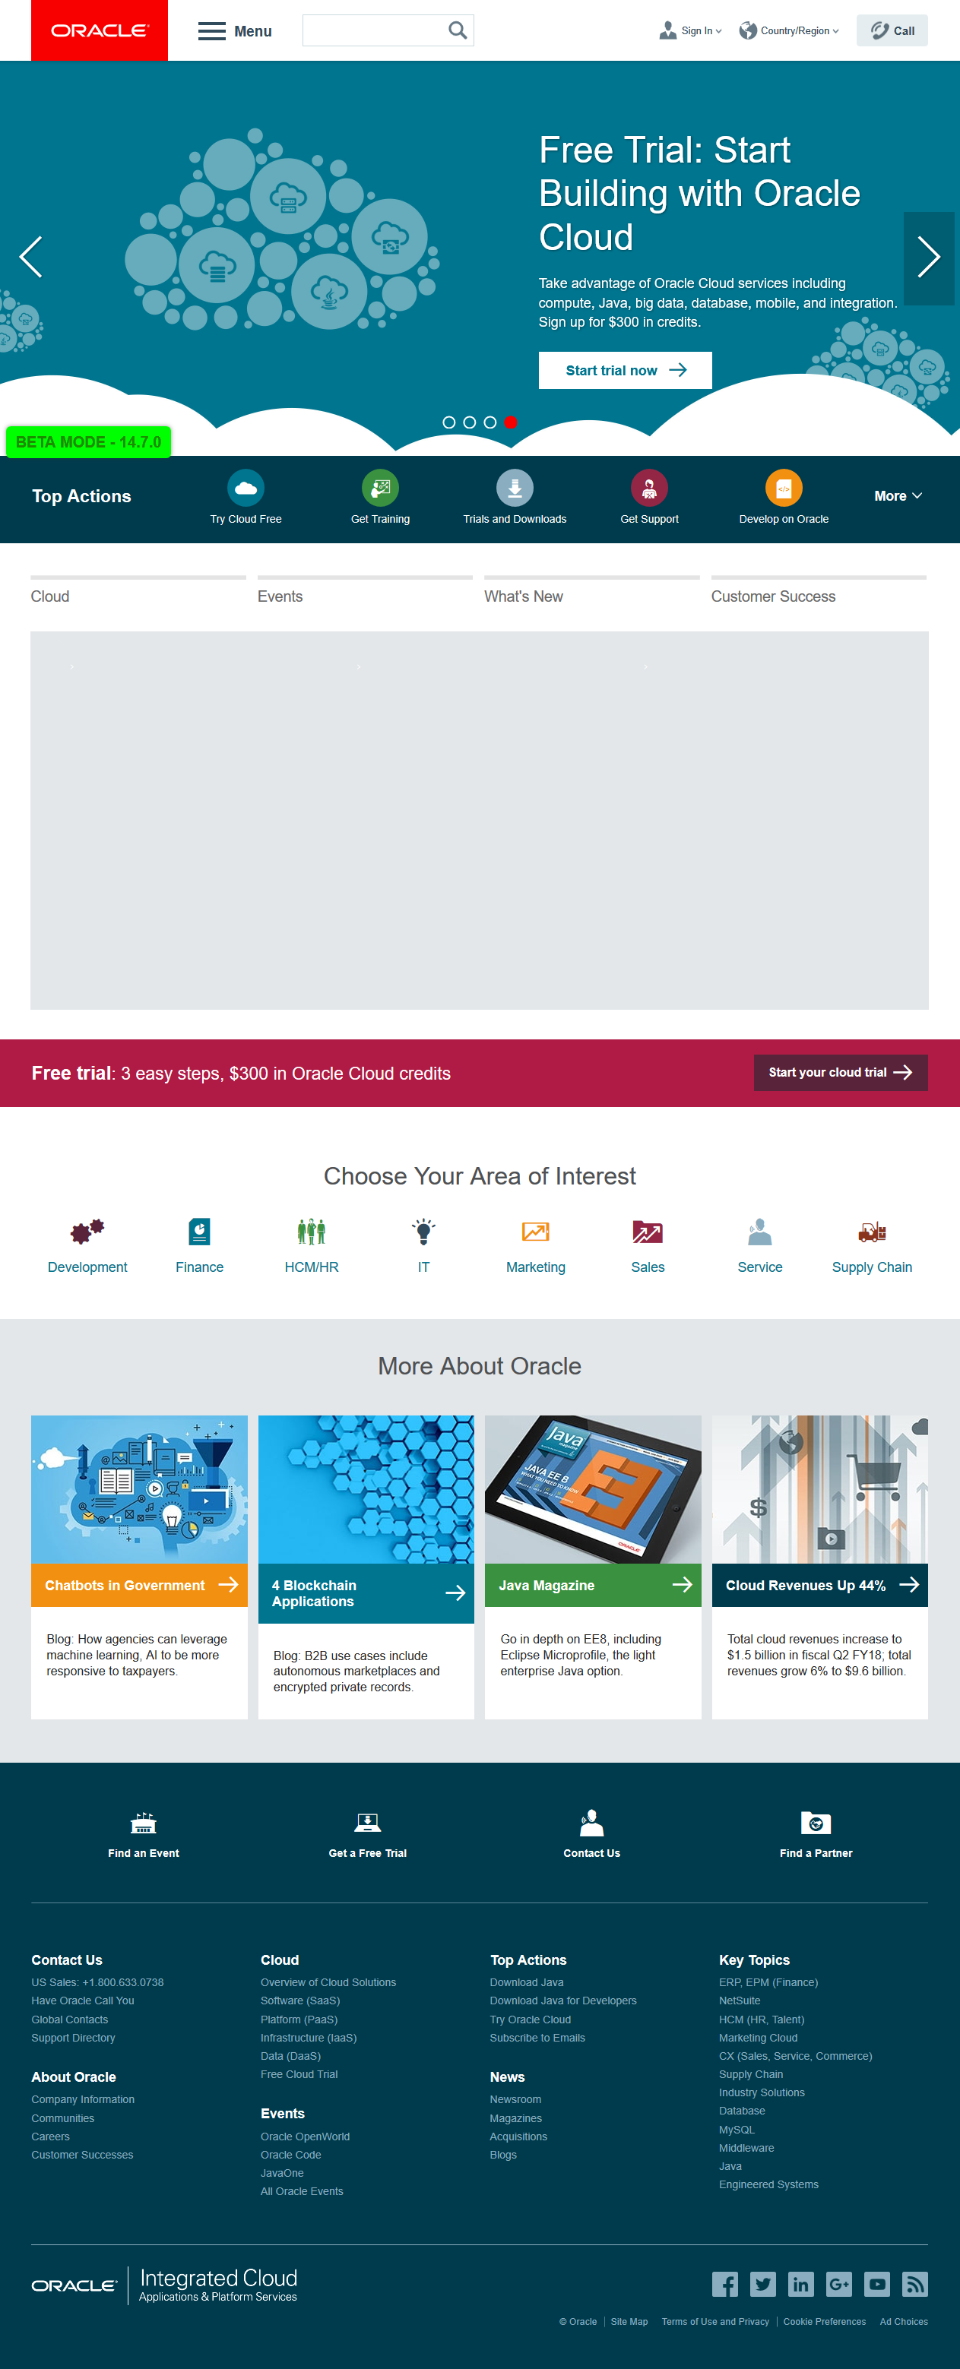 ORACLE
Menu
Sign In
Country/Region
Call
Free Trial: Start
Building with Oracle
Cloud
Take advantage of Oracle Cloud services including
compute, Java, big data, database, mobile, and integration.
Sign up for $300 in credits.
Start trial now
BETA MODE - 14.7.0
Top Actions
Try Cloud Free
Get Training
Trials and Downloads
Get Support
Develop on Oracle
More
Cloud
Events
What's New
Customer Success
Free trial: 3 easy steps, $300 in Oracle Cloud credits
Start your cloud trial
Choose Your Area of Interest
Development
Finance
HCM/HR
IT
Marketing
Sales
Service
Supply Chain
More About Oracle
Java
JAVA EE 8
WHAT YOU NEED TO KNOW
ORACLE
Chatbots in Government
Blog: How agencies can leverage
machine learning, AI to be more
responsive to taxpayers.
4 Blockchain
Applications
Blog: B2B use cases include
autonomous marketplaces and
encrypted private records.
Java Magazine
Go in depth on EE8, including
Eclipse Microprofile, the light
enterprise Java option.
Cloud Revenues Up 44%
Total cloud revenues increase to
$1.5 billion in fiscal Q2 FY18; total
revenues grow 6% to $9.6 billion.
Find an Event
Get a Free Trial
Contact Us
Find a Partner
Contact Us
US Sales: +1.800.633.0738
Have Oracle Call You
Global Contacts
Support Directory
About Oracle
Company Information
Communities
Careers
Customer Successes
Cloud
Overview of Cloud Solutions
Software (SaaS)
Platform (PaaS)
Infrastructure (IaaS)
Data (DaaS)
Free Cloud Trial
Events
Oracle OpenWorld
Oracle Code
JavaOne
All Oracle Events
Top Actions
Download Java
Download Java for Developers
Try Oracle Cloud
Subscribe to Emails
News
Newsroom
Magazines
Acquisitions
Blogs
Key Topics
ERP, EPM (Finance)
NetSuite
HCM (HR, Talent)
Marketing Cloud
CX (Sales, Service, Commerce)
Supply Chain
Industry Solutions
Database
MySQL
Middleware
Java
Engineered Systems
ORACLE
Integrated Cloud
Applications & Platform Services
© Oracle
Site Map
Terms of Use and Privacy
Cookie Preferences
Ad Choices